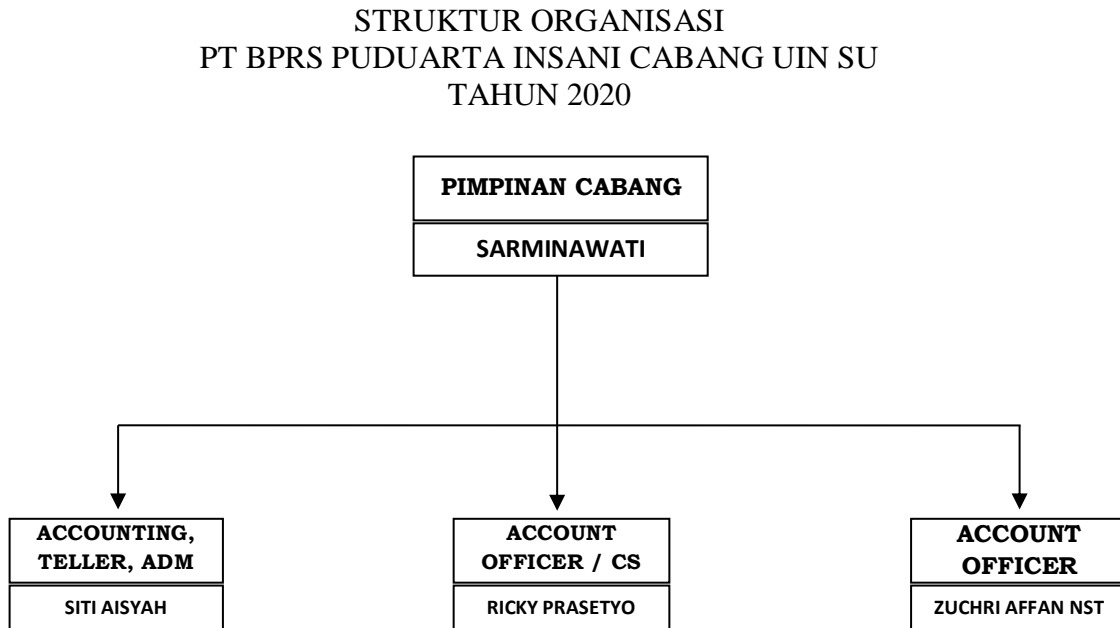 STRUKTUR ORGANISASI
PT BPRS PUDUARTA INSANI CABANG UIN SU
TAHUN 2020
PIMPINAN CABANG
SARMINAWATI
ACCOUNTING,
TELLER, ADM
SITI AISYAH
ACCOUNT
OFFICER / CS
RICKY PRASETYO
ACCOUNT
OFFICER
ZUCHRI AFFAN NST